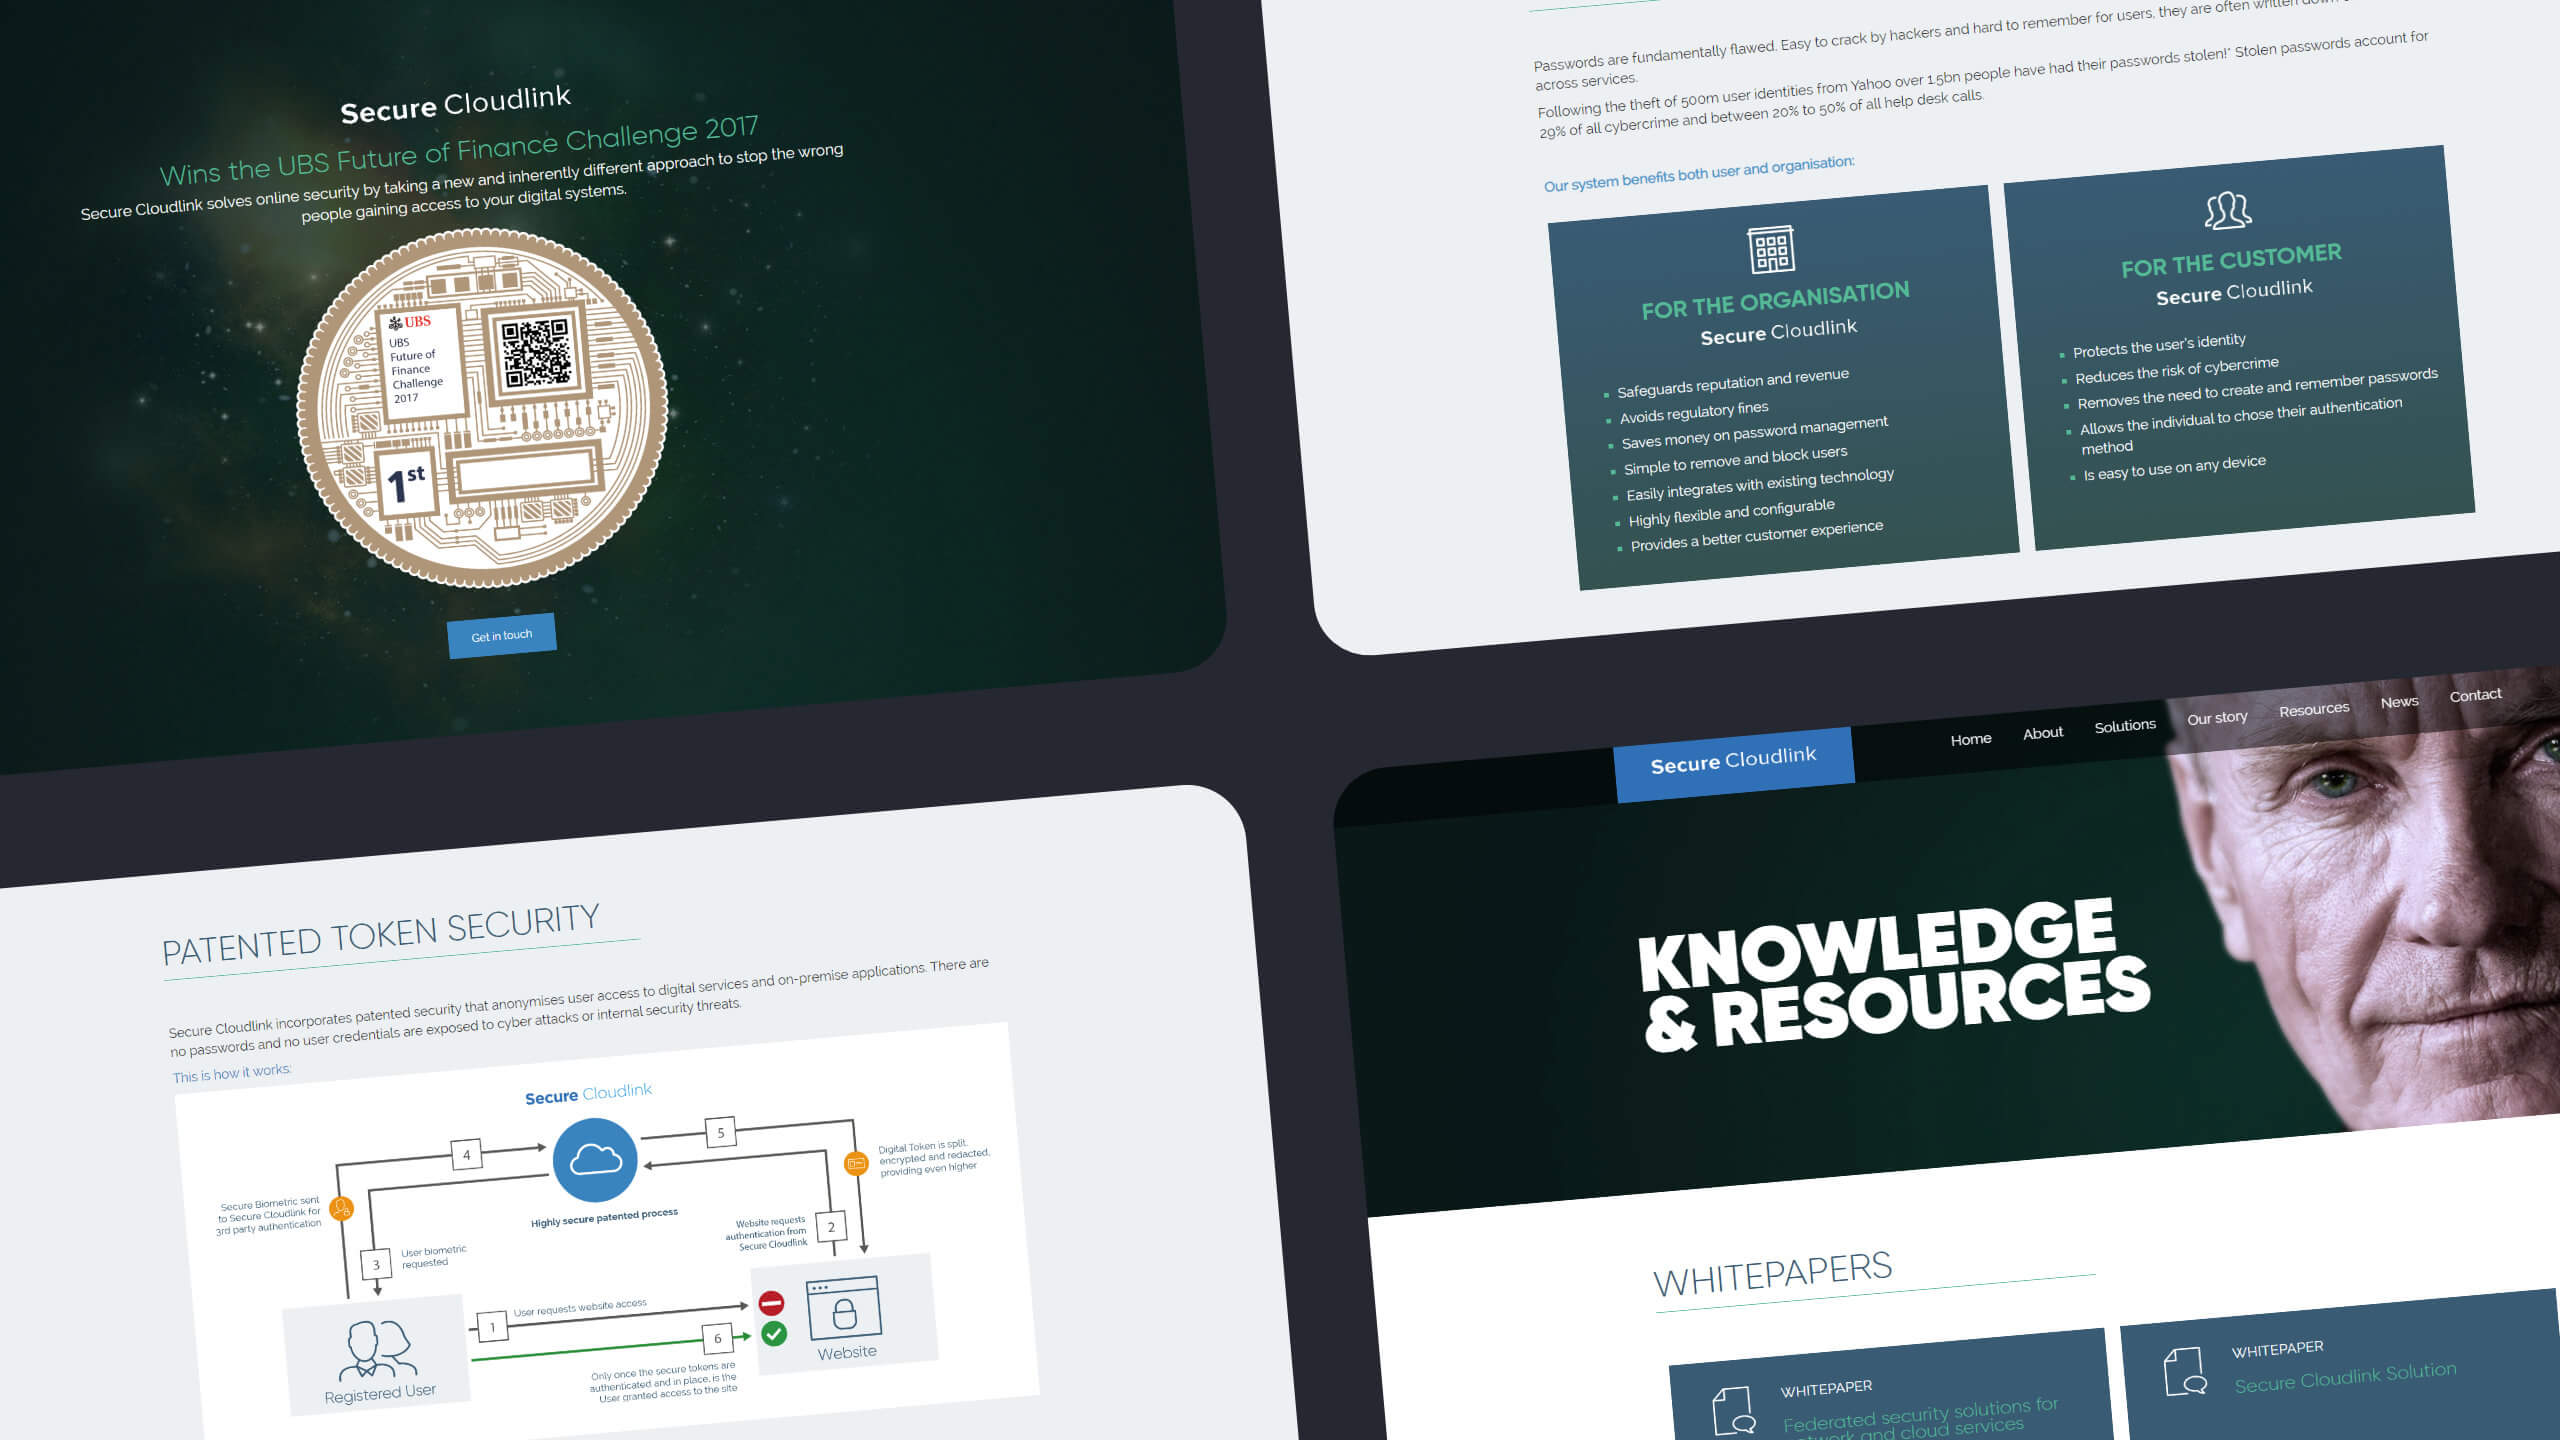 Secure Cloudlink
Wins the UBS Future of Finance Challenge 2017
Secure Cloudlink solves online security by taking a new and inherently different approach to stop the wrong
people gaining access to your digital systems.
UBS
UBS
Future of
Finance
Challenge
2017
1st
Get in touch
Passwords are fundamentally flawed. Easy to crack by hackers and hard to remember for users, they are often written down
across services.
Following the theft of 500m user identities from Yahoo over 1.5bn people have had their passwords stolen!* Stolen passwords account for
29% of all cybercrime and between 20% to 50% of all help desk calls.
Our system benefits both user and organisation:
FOR THE ORGANISATION
Secure Cloudlink
Safeguards reputation and revenue
Avoids regulatory fines
Saves money on password management
Simple to remove and block users
Easily integrates with existing technology
Highly flexible and configurable
Provides a better customer experience
FOR THE CUSTOMER
Secure Cloudlink
Protects the user's identity
Reduces the risk of cybercrime
Removes the need to create and remember passwords
Allows the individual to chose their authentication
method
Is easy to use on any device
PATENTED TOKEN SECURITY
Secure Cloudlink incorporates patented security that anonymises user access to digital services and on-premise applications. There are
no passwords and no user credentials are exposed to cyber attacks or internal security threats.
This is how it works:
Secure Cloudlink
4
5
Digital Token is split,
encrypted and redacted,
providing even higher
Secure Biometric sent
to Secure Cloudlink for
3rd party authentication
Highly secure patented process
Website requests
authentication from
Secure Cloudlink
2
3
User biometric
requested
1
User requests website access
6
Only once the secure tokens are
authenticated and in place, is the
User granted access to the site
Registered User
Website
Secure Cloudlink
Home About Solutions Our story Resources News Contact
KNOWLEDGE
& RESOURCES
WHITEPAPERS
WHITEPAPER
Federated security solutions for
network and cloud services
WHITEPAPER
Secure Cloudlink Solution